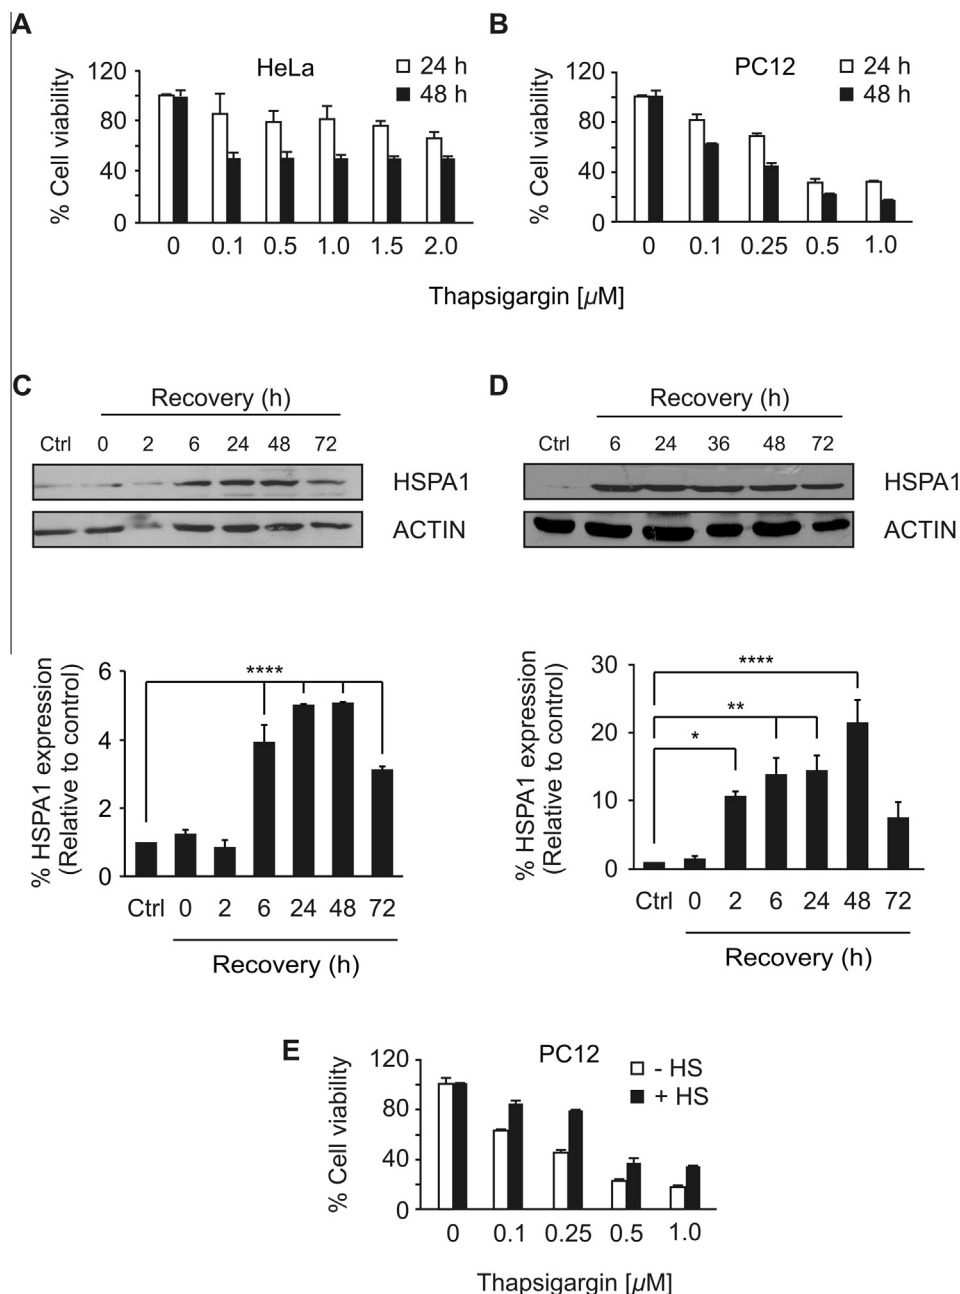 A
HeLa
24 h
48 h
% Cell viability
120
80
40
0
0 0.1 0.5 1.0 1.5 2.0
B
PC12
24 h
48 h
% Cell viability
120
80
40
0
0 0.1 0.25 0.5 1.0
Thapsigargin [µM]
C
Recovery (h)
Ctrl 0 2 6 24 48 72
HSPA1
ACTIN
% HSPA1 expression
(Relative to control)
6
4
2
0
****
Ctrl 0 2 6 24 48 72
Recovery (h)
D
Recovery (h)
Ctrl 6 24 36 48 72
HSPA1
ACTIN
% HSPA1 expression
(Relative to control)
30
20
10
0
****
**
*
Ctrl 0 2 6 24 48 72
Recovery (h)
E
PC12
- HS
+ HS
% Cell viability
120
80
40
0
0 0.1 0.25 0.5 1.0
Thapsigargin [µM]